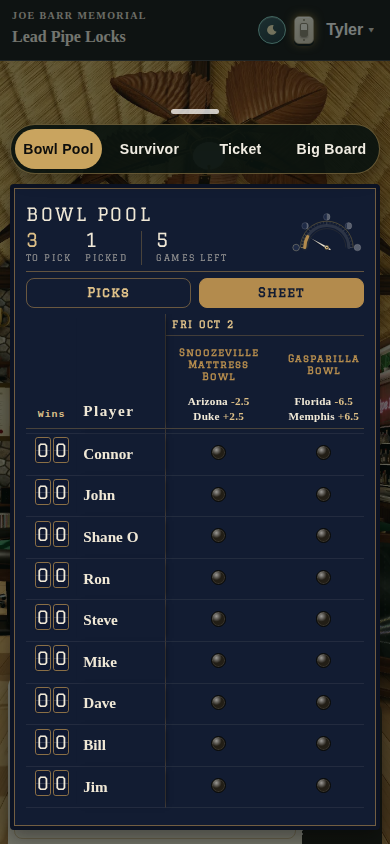 JOE BARR MEMORIAL
Lead Pipe Locks
Tyler
Bowl Pool
Survivor
Ticket
Big Board
BOWL POOL
3
TO PICK
1
PICKED
5
GAMES LEFT
PICKS
SHEET
FRI OCT 2
Wins
Player
SNOOZEVILLE
MATTRESS
BOWL
Arizona -2.5
Duke +2.5
GASPARILLA
BOWL
Florida -6.5
Memphis +6.5
00 Connor
00 John
00 Shane O
00 Ron
00 Steve
00 Mike
00 Dave
00 Bill
00 Jim